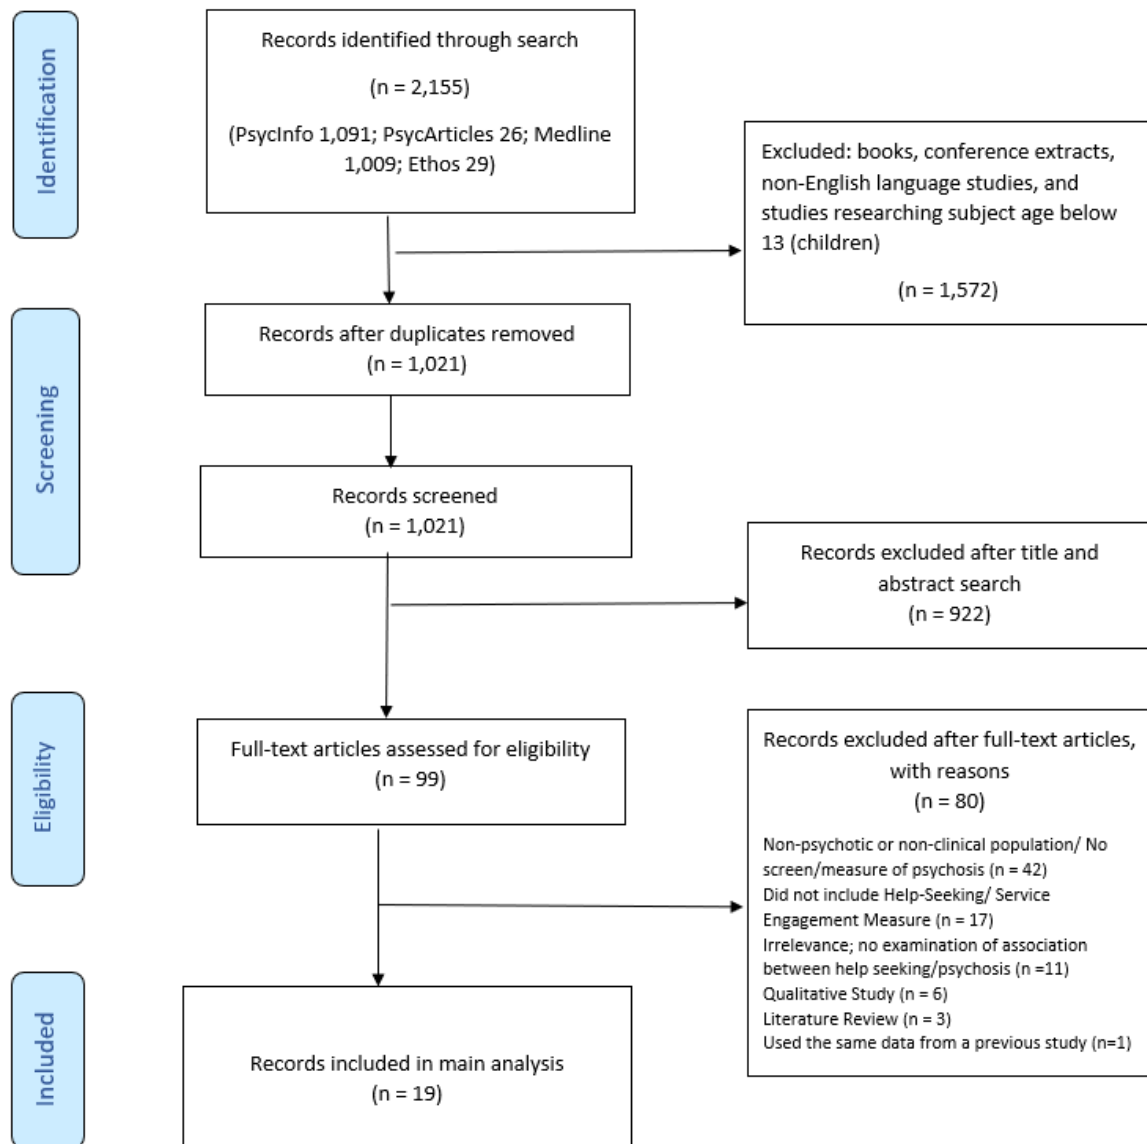 Identification
Records identified through search
(n = 2,155)
(PsycInfo 1,091; PsycArticles 26; Medline
1,009; Ethos 29)
Excluded: books, conference extracts,
non-English language studies, and
studies researching subject age below
13 (children)
(n = 1,572)
Screening
Records after duplicates removed
(n = 1,021)
Records screened
(n = 1,021)
Records excluded after title and
abstract search
(n = 922)
Eligibility
Full-text articles assessed for eligibility
(n = 99)
Records excluded after full-text articles,
with reasons
(n = 80)
Non-psychotic or non-clinical population/ No
screen/measure of psychosis (n = 42)
Did not include Help-Seeking/ Service
Engagement Measure (n = 17)
Irrelevance; no examination of association
between help seeking/psychosis (n =11)
Qualitative Study (n = 6)
Literature Review (n = 3)
Used the same data from a previous study (n=1)
Included
Records included in main analysis
(n = 19)